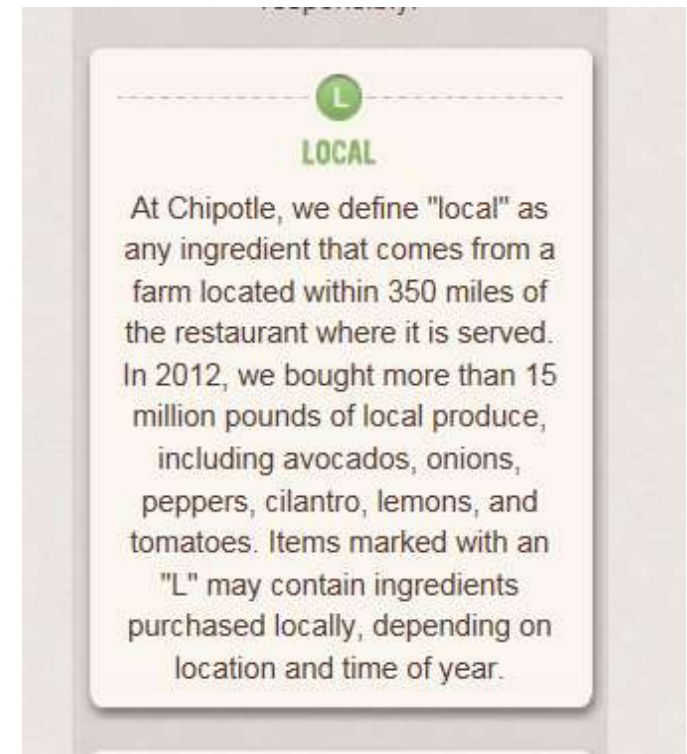 L
LOCAL
At Chipotle, we define "local" as
any ingredient that comes from a
farm located within 350 miles of
the restaurant where it is served.
In 2012, we bought more than 15
million pounds of local produce,
including avocados, onions,
peppers, cilantro, lemons, and
tomatoes. Items marked with an
"L" may contain ingredients
purchased locally, depending on
location and time of year.